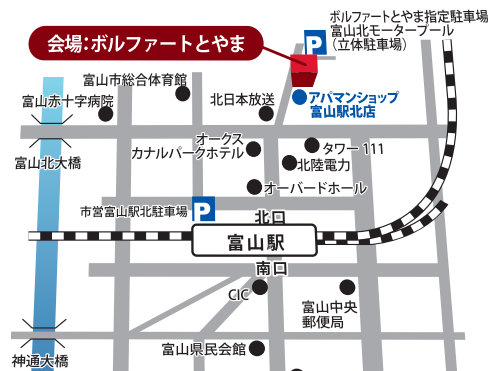 ボルファートとやま指定駐車場
富山北モータープール
（立体駐車場）
P
会場：ボルファートとやま
富山市総合体育館
富山赤十字病院
北日本放送
アパマンショップ
富山駅北店
オークス
カナルパークホテル
タワー111
北陸電力
富山北大橋
オーバードホール
市営富山駅北駐車場
P
北口
富山駅
南口
CIC
富山中央
郵便局
富山県民会館
神通大橋